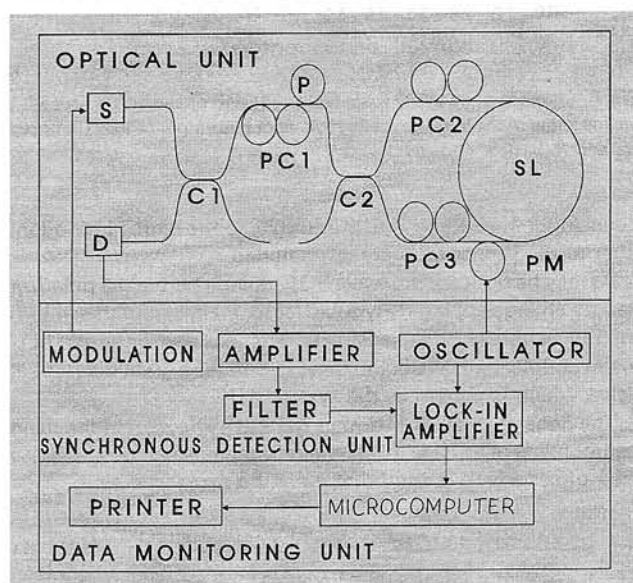 OPTICAL UNIT
S
P
PC1
PC2
C1
C2
SL
D
PC3
PM
MODULATION
AMPLIFIER
OSCILLATOR
FILTER
LOCK-IN
AMPLIFIER
SYNCHRONOUS DETECTION UNIT
PRINTER
MICROCOMPUTER
DATA MONITORING UNIT